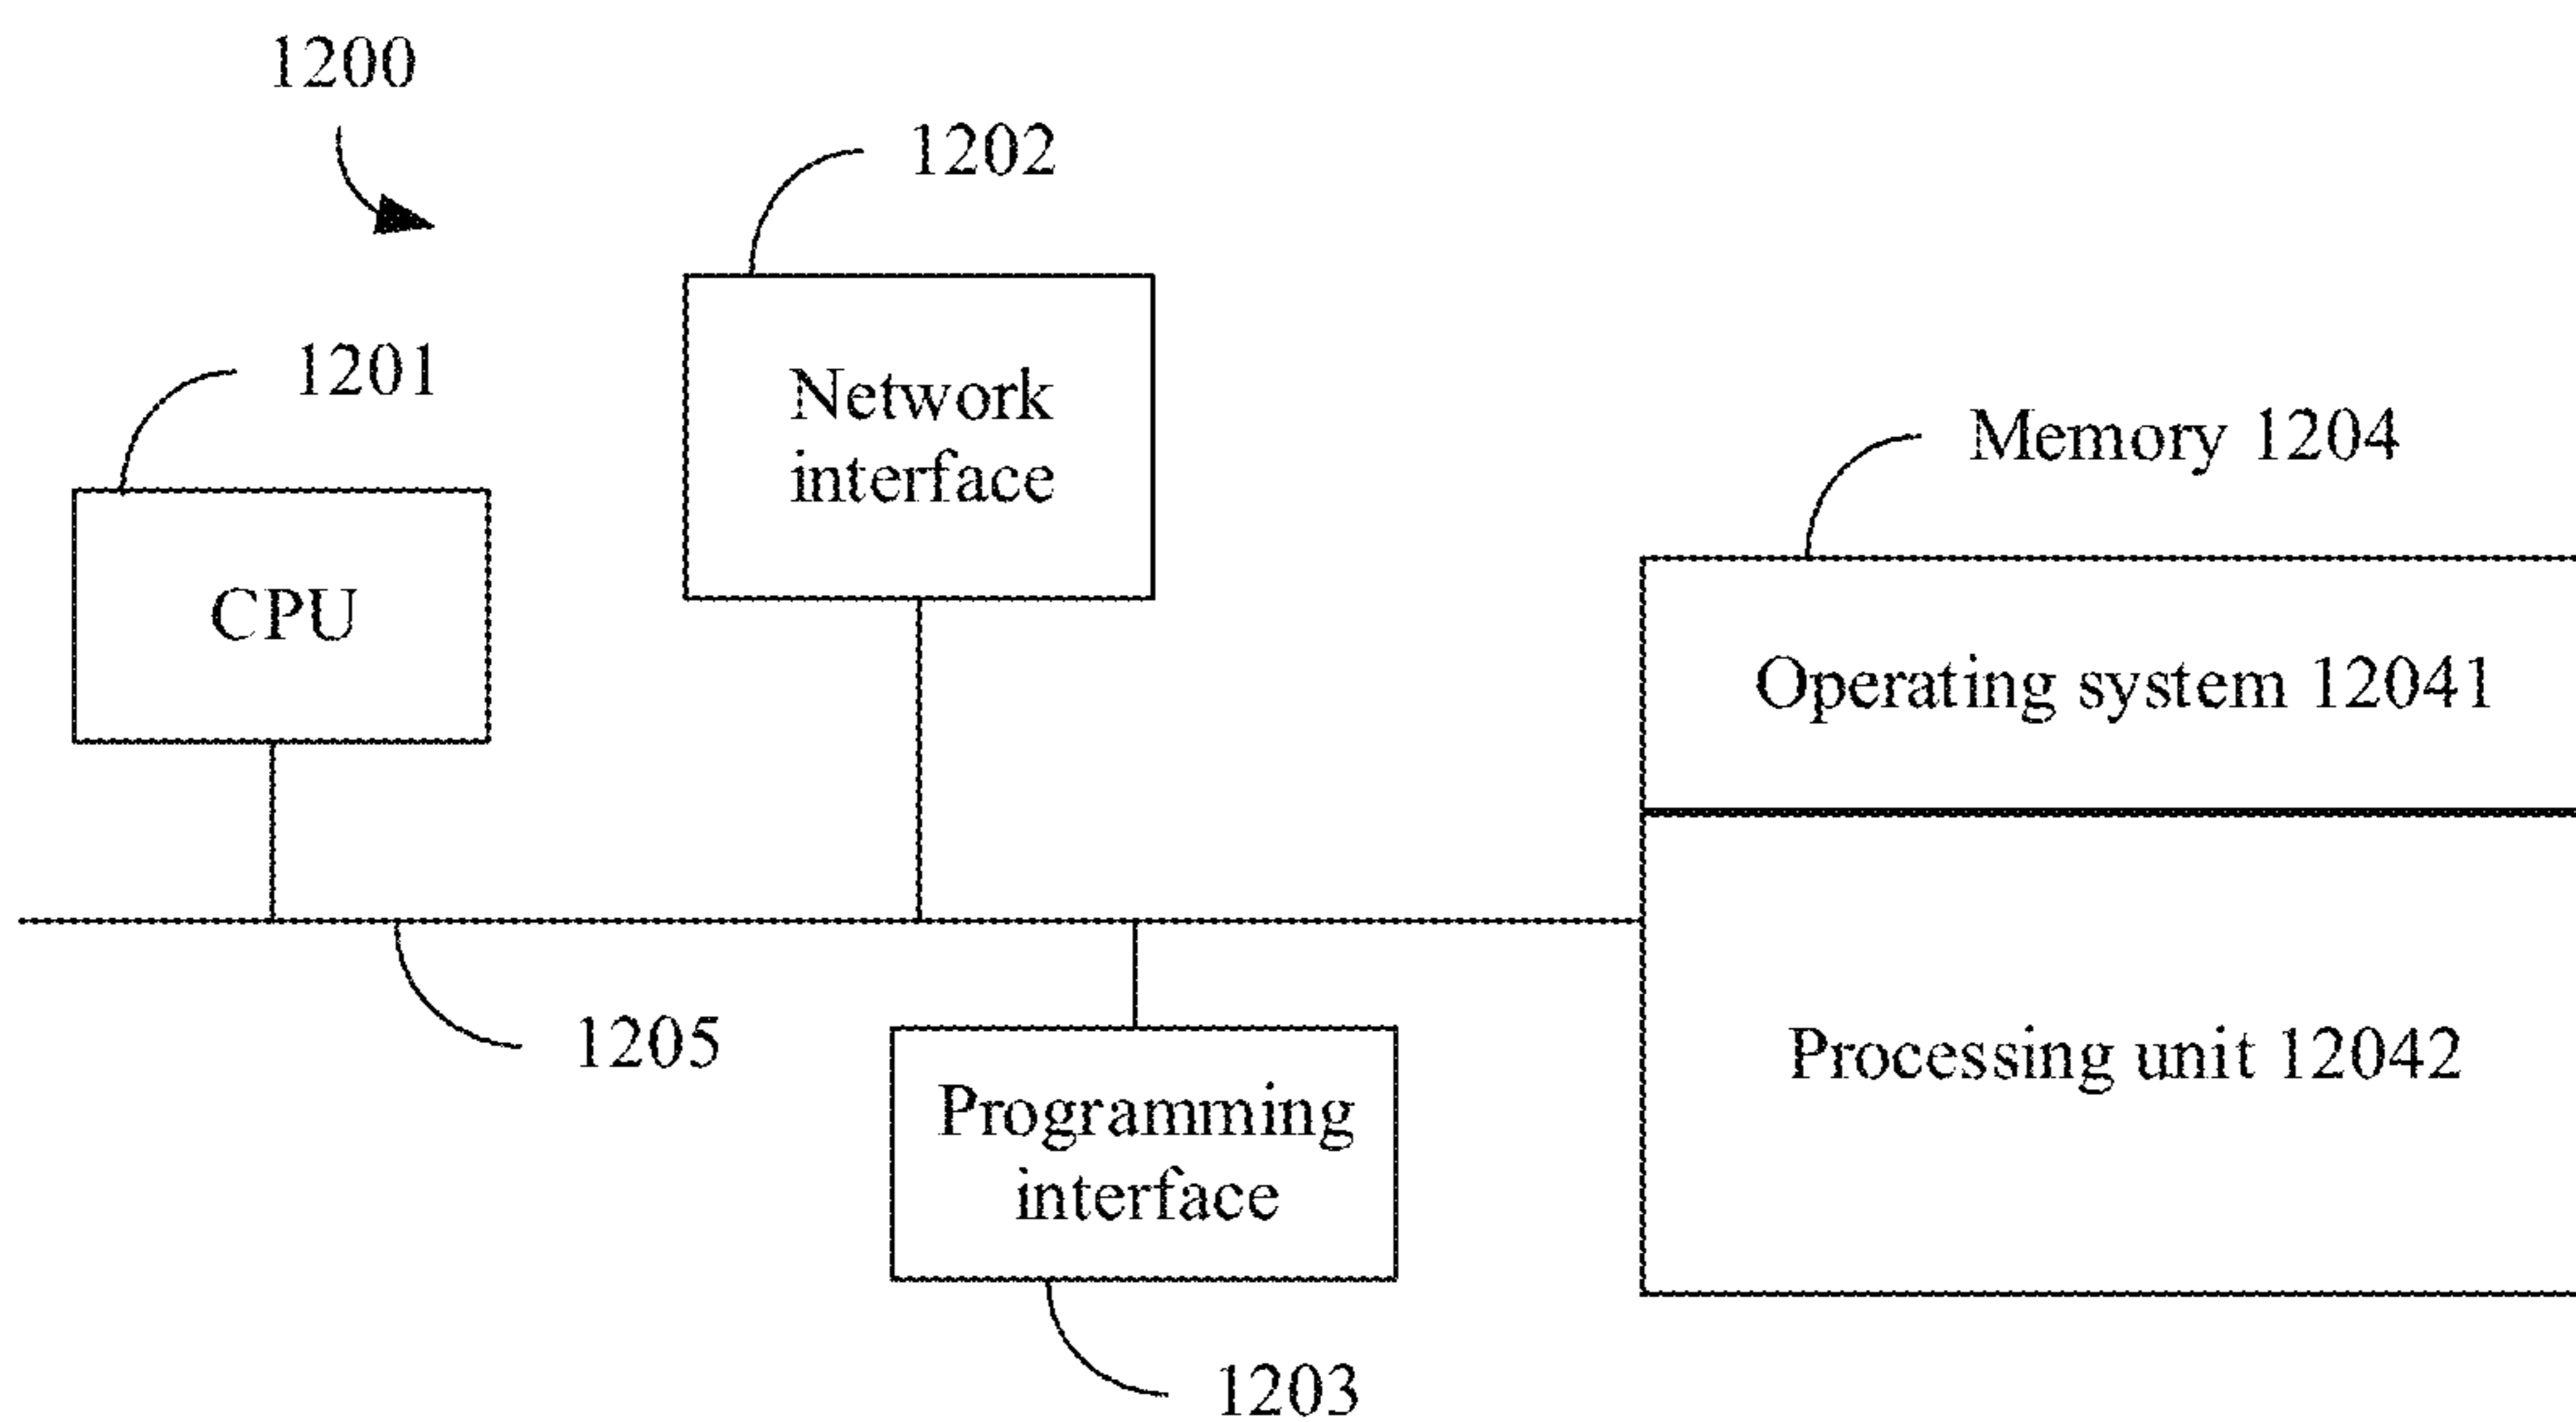 1200
1202
1201
Network
interface
Memory 1204
CPU
Operating system 12041
1205
Processing unit 12042
Programming
interface
1203